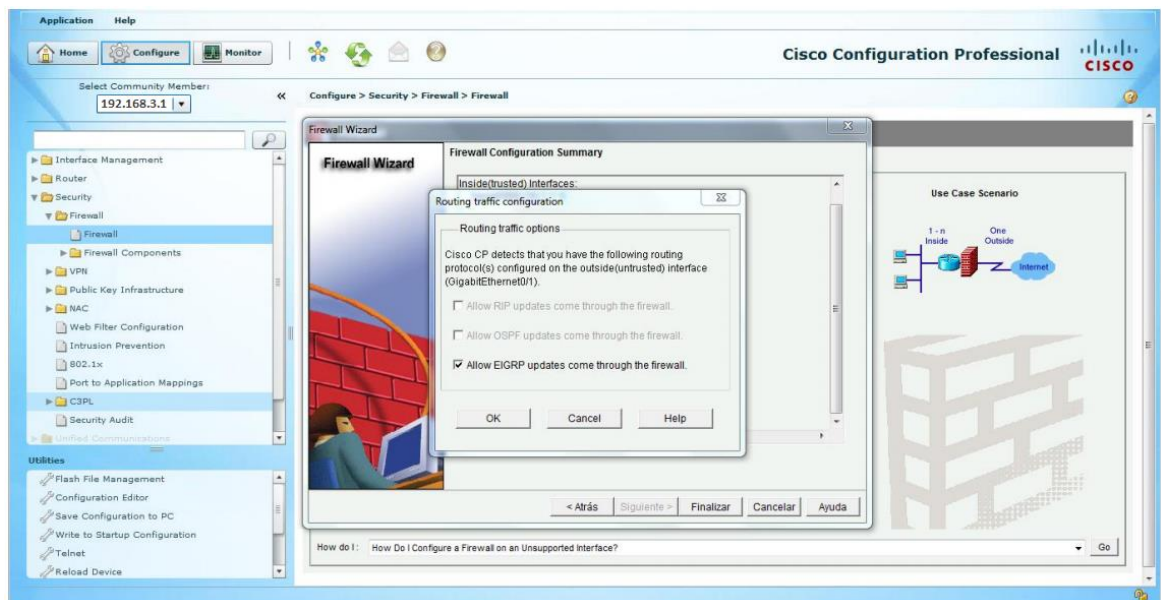 Application Help
Home Configure Monitor
Cisco Configuration Professional
CISCO
Select Community Member:
192.168.3.1
«
Configure > Security > Firewall > Firewall
Interface Management
Router
Security
Firewall
Firewall
Firewall Components
VPN
Public Key Infrastructure
NAC
Web Filter Configuration
Intrusion Prevention
802.1x
Port to Application Mappings
C3PL
Security Audit
Unified Communications
Utilities
Flash File Management
Configuration Editor
Save Configuration to PC
Write to Startup Configuration
Telnet
Reload Device
Firewall Wizard
Firewall Wizard
Firewall Configuration Summary
Inside(trusted) Interfaces:
Routing traffic configuration
Routing traffic options
Cisco CP detects that you have the following routing
protocol(s) configured on the outside(untrusted) interface
(GigabitEthernet0/1).
Allow RIP updates come through the firewall.
Allow OSPF updates come through the firewall.
Allow EIGRP updates come through the firewall.
OK Cancel Help
< Atrás Siguiente > Finalizar Cancelar Ayuda
Use Case Scenario
1 - n
Inside
One
Outside
Internet
How do I: How Do I Configure a Firewall on an Unsupported Interface? Go